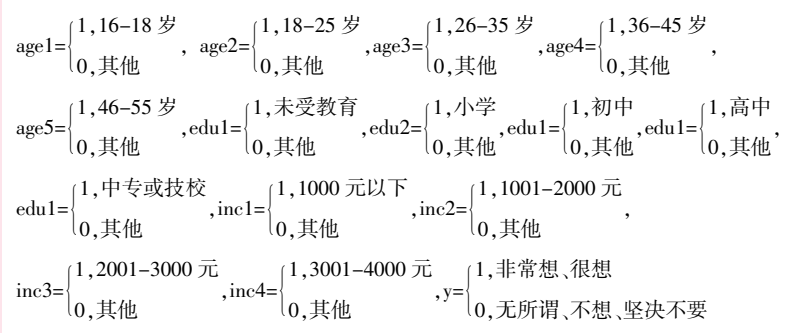 age1={1,16-18 岁 0,其他 , age2={1,18-25 岁 0,其他 ,age3={1,26-35 岁 0,其他 ,age4={1,36-45 岁 0,其他 ,
age5={1,46-55 岁 0,其他 ,edu1={1,未受教育 0,其他 ,edu2={1,小学 0,其他 ,edu1={1,初中 0,其他 ,edu1={1,高中 0,其他 ,
edu1={1,中专或技校 0,其他 ,inc1={1,1000 元以下 0,其他 ,inc2={1,1001-2000 元 0,其他 ,
inc3={1,2001-3000 元 0,其他 ,inc4={1,3001-4000 元 0,其他 ,y={1,非常想、很想 0,无所谓、不想、坚决不要